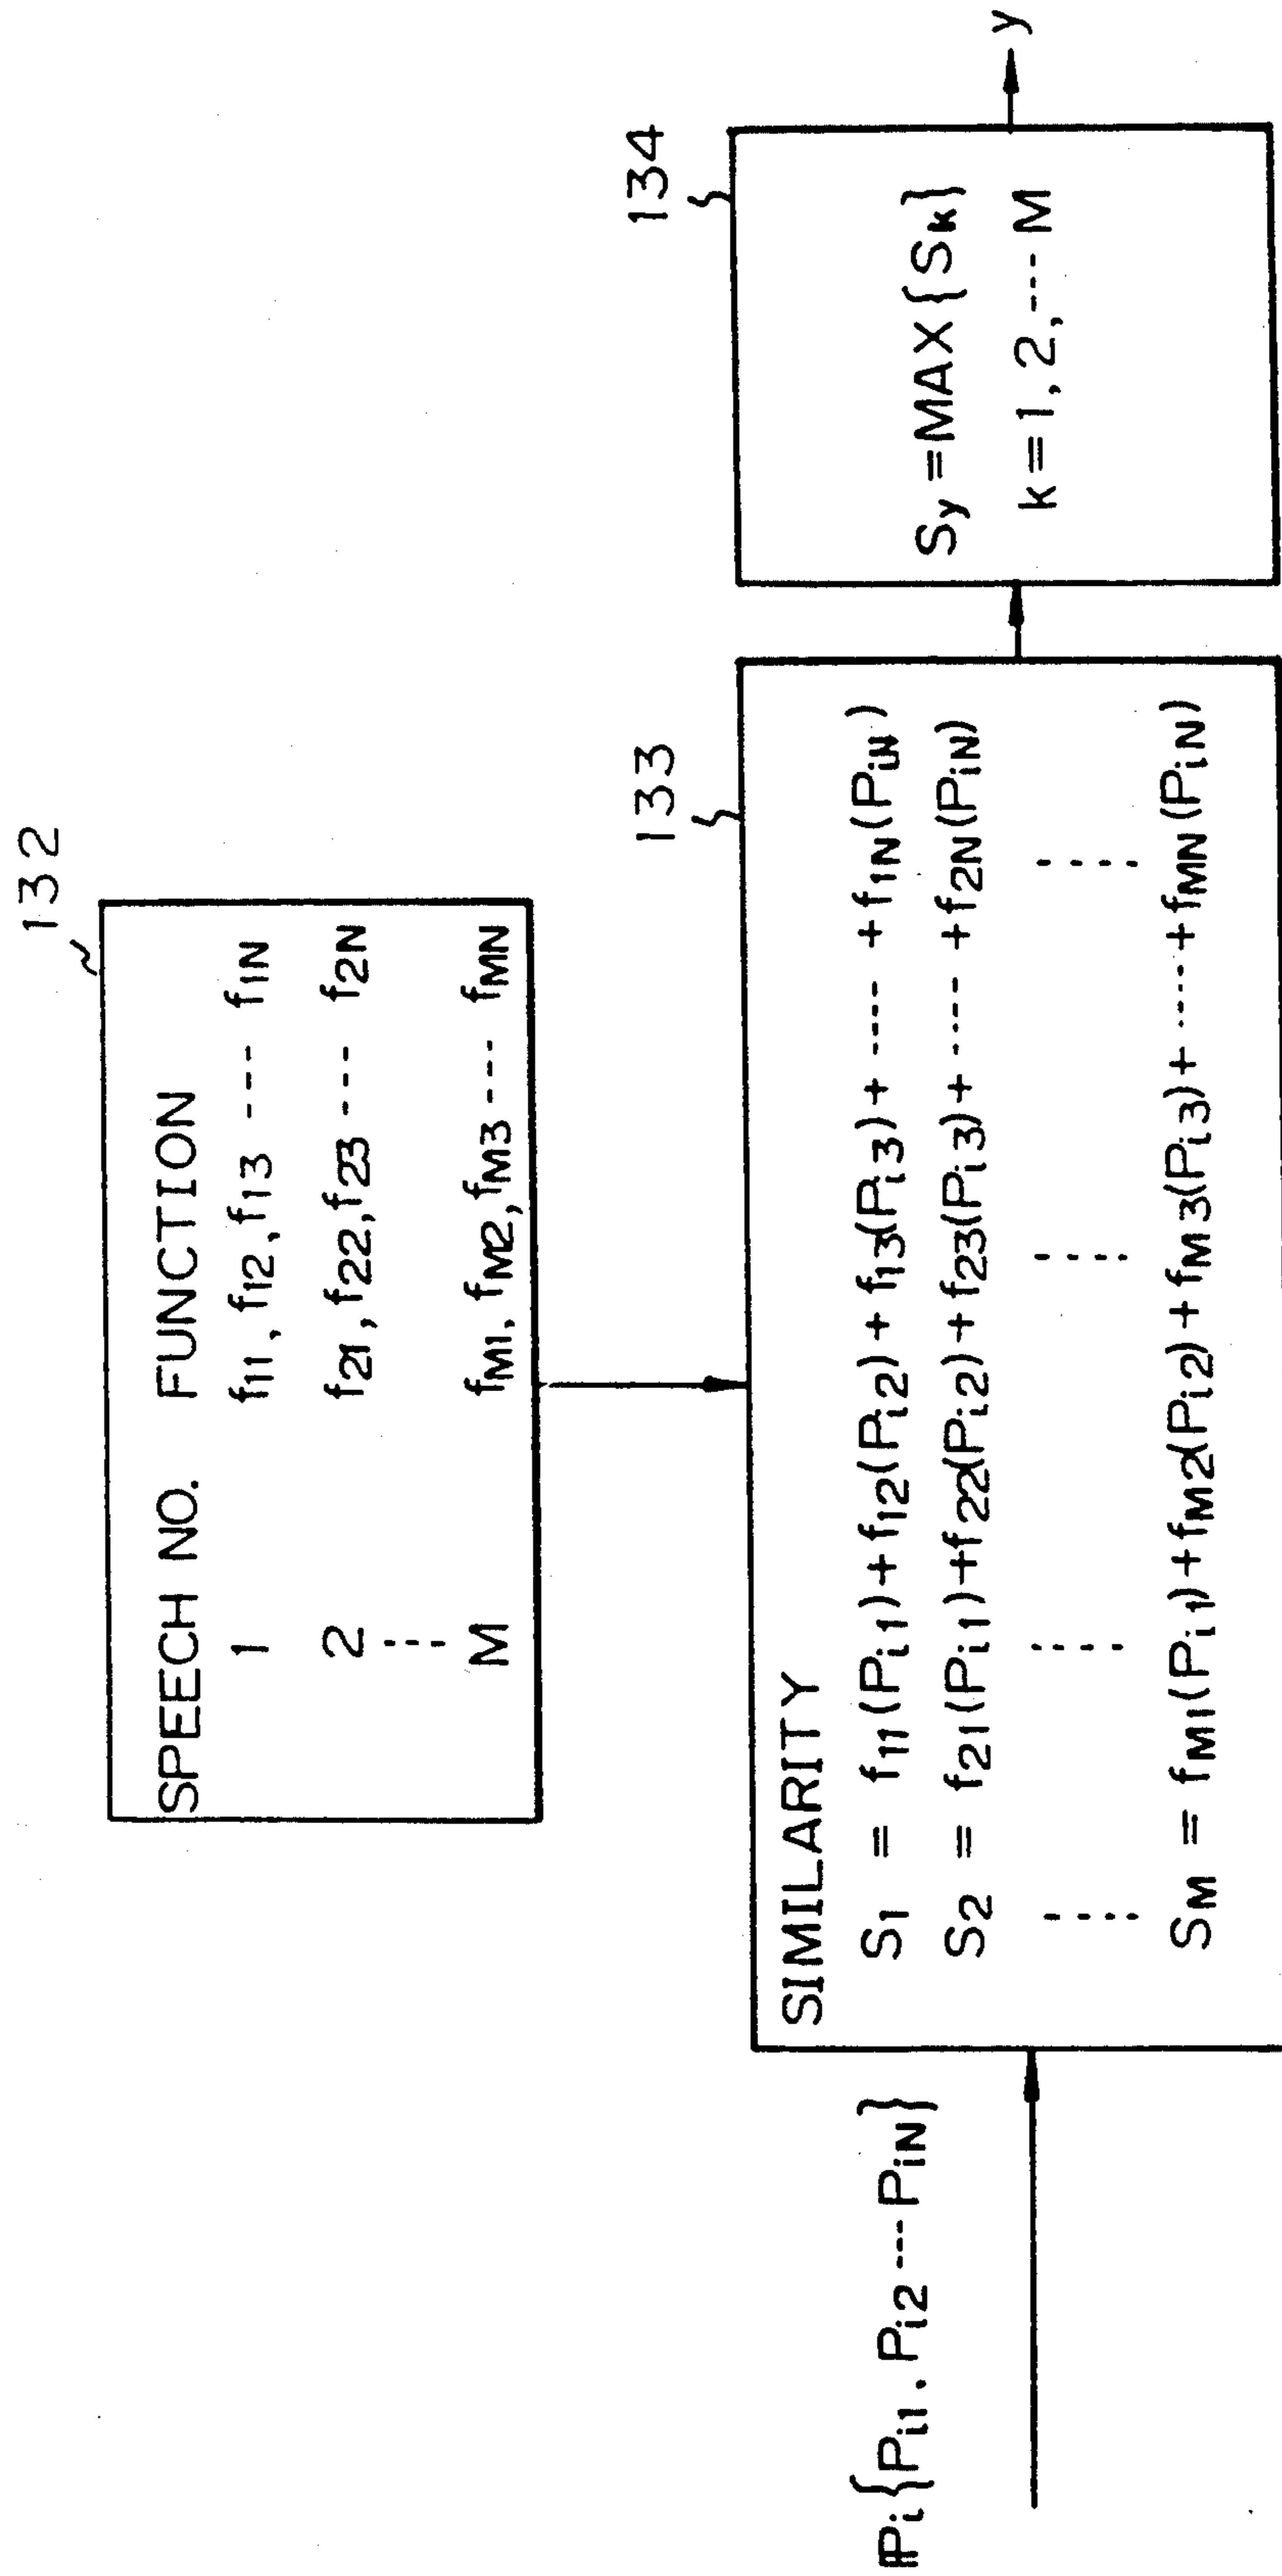 132
SPEECH NO. FUNCTION
1 f11, f12, f13 --- f1N
2 f21, f22, f23 --- f2N
⋮
M fM1, fM2, fM3 --- fMN
133
SIMILARITY
S1 = f11(Pi1) + f12(Pi2) + f13(Pi3) + ---- + f1N(PiN)
S2 = f21(Pi1) + f22(Pi2) + f23(Pi3) + ---- + f2N(PiN)
⋮ ⋮ ⋮ ⋮
SM = fM1(Pi1) + fM2(Pi2) + fM3(Pi3) + ---- + fMN(PiN)
134
Sy = MAX {Sk}
k = 1, 2, --- M
y
ℙi {Pi1, Pi2 --- PiN}